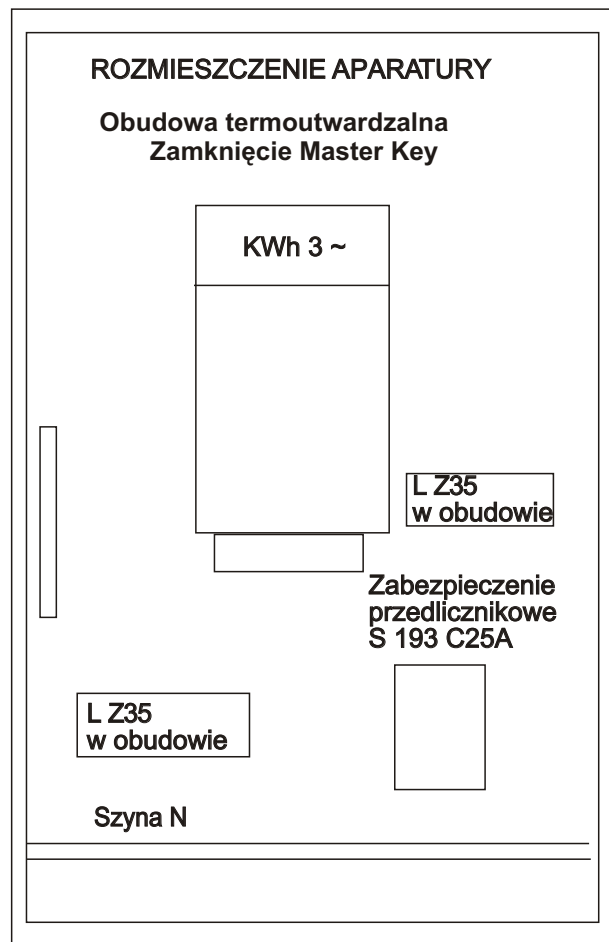 ROZMIESZCZENIE APARATURY
Obudowa termoutwardzalna
Zamknięcie Master Key
KWh 3 ~
L Z35
w obudowie
Zabezpieczenie
przedlicznikowe
S 193 C25A
L Z35
w obudowie
Szyna N